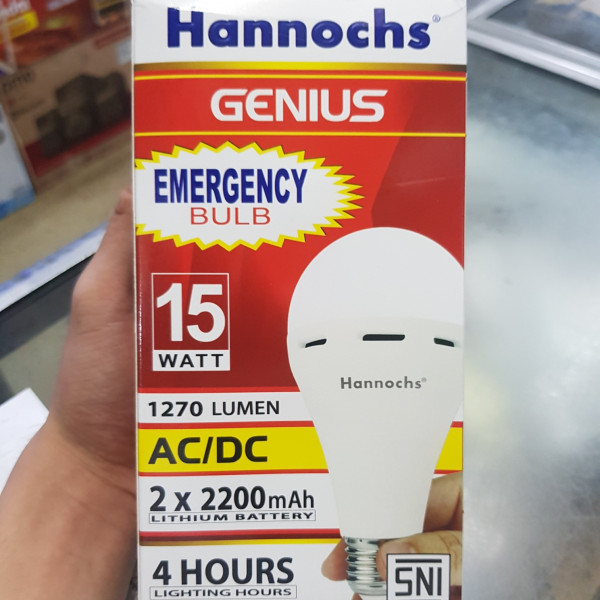 Hannochs®
GENIUS
EMERGENCY
BULB
15
WATT
Hannochs®
1270 LUMEN
AC/DC
2 x 2200mAh
LITHIUM BATTERY
4 HOURS
LIGHTING HOURS
SNI